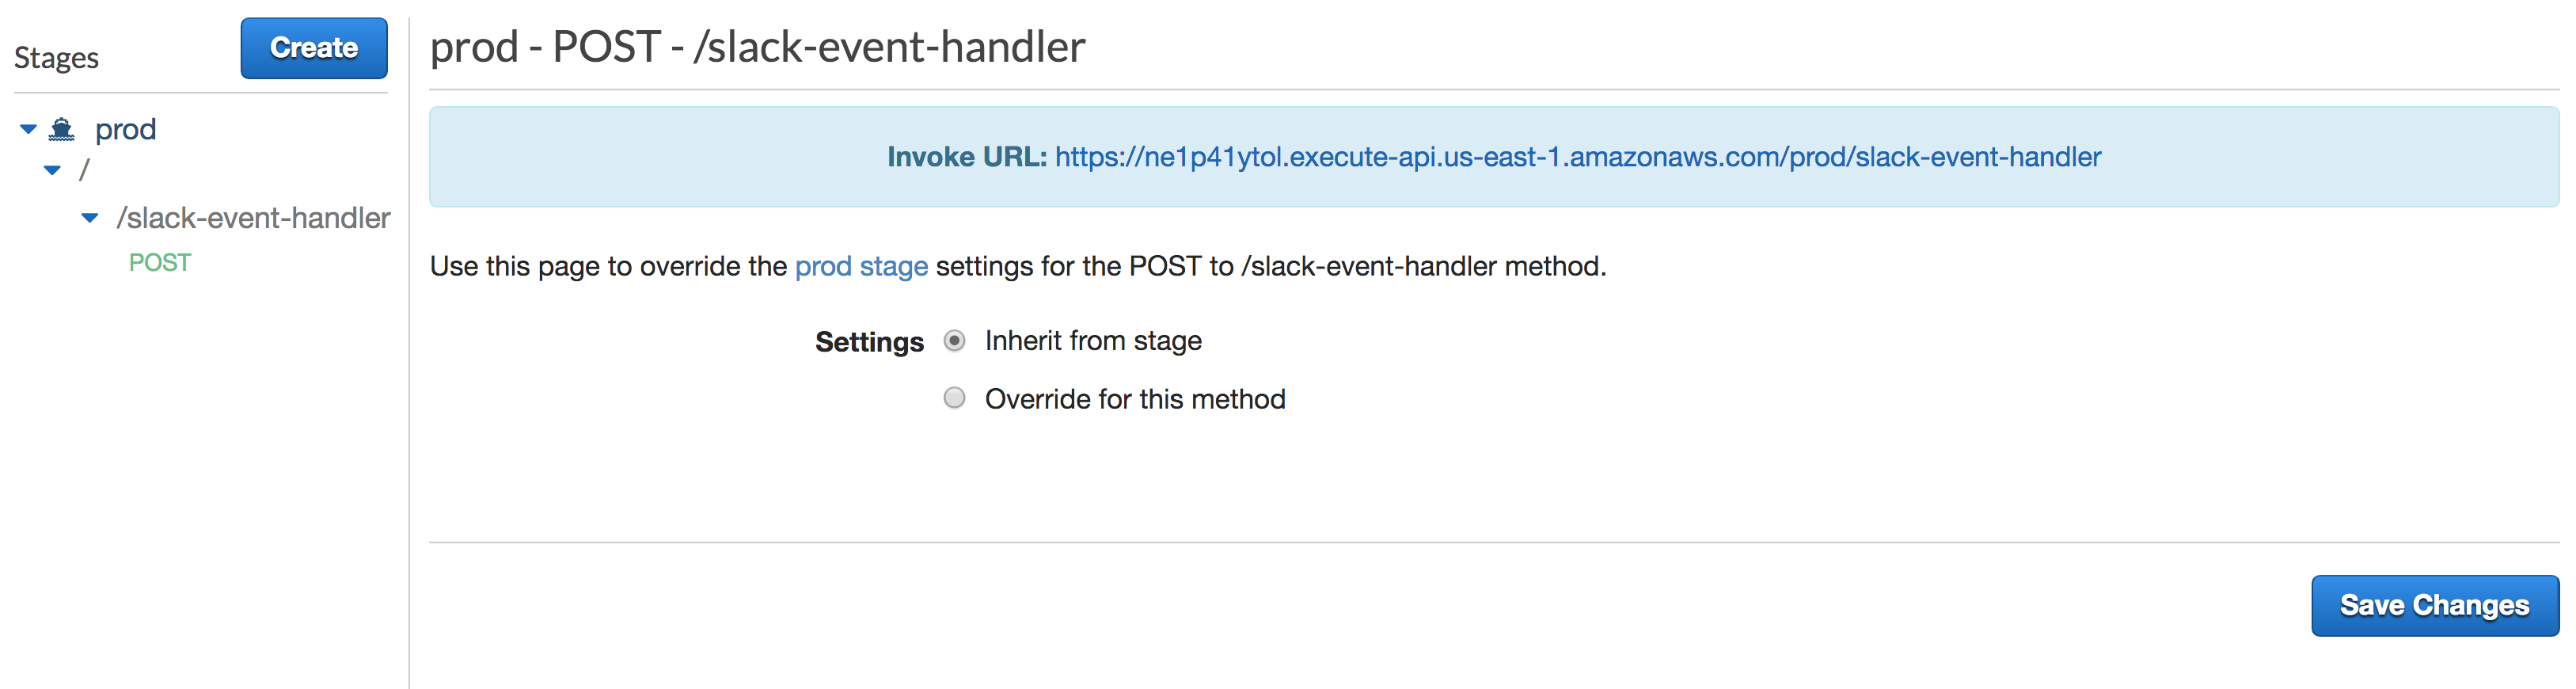 Stages
Create
prod
/
/slack-event-handler
POST
prod - POST - /slack-event-handler
Invoke URL: https://ne1p41ytol.execute-api.us-east-1.amazonaws.com/prod/slack-event-handler
Use this page to override the prod stage settings for the POST to /slack-event-handler method.
Settings Inherit from stage
Override for this method
Save Changes